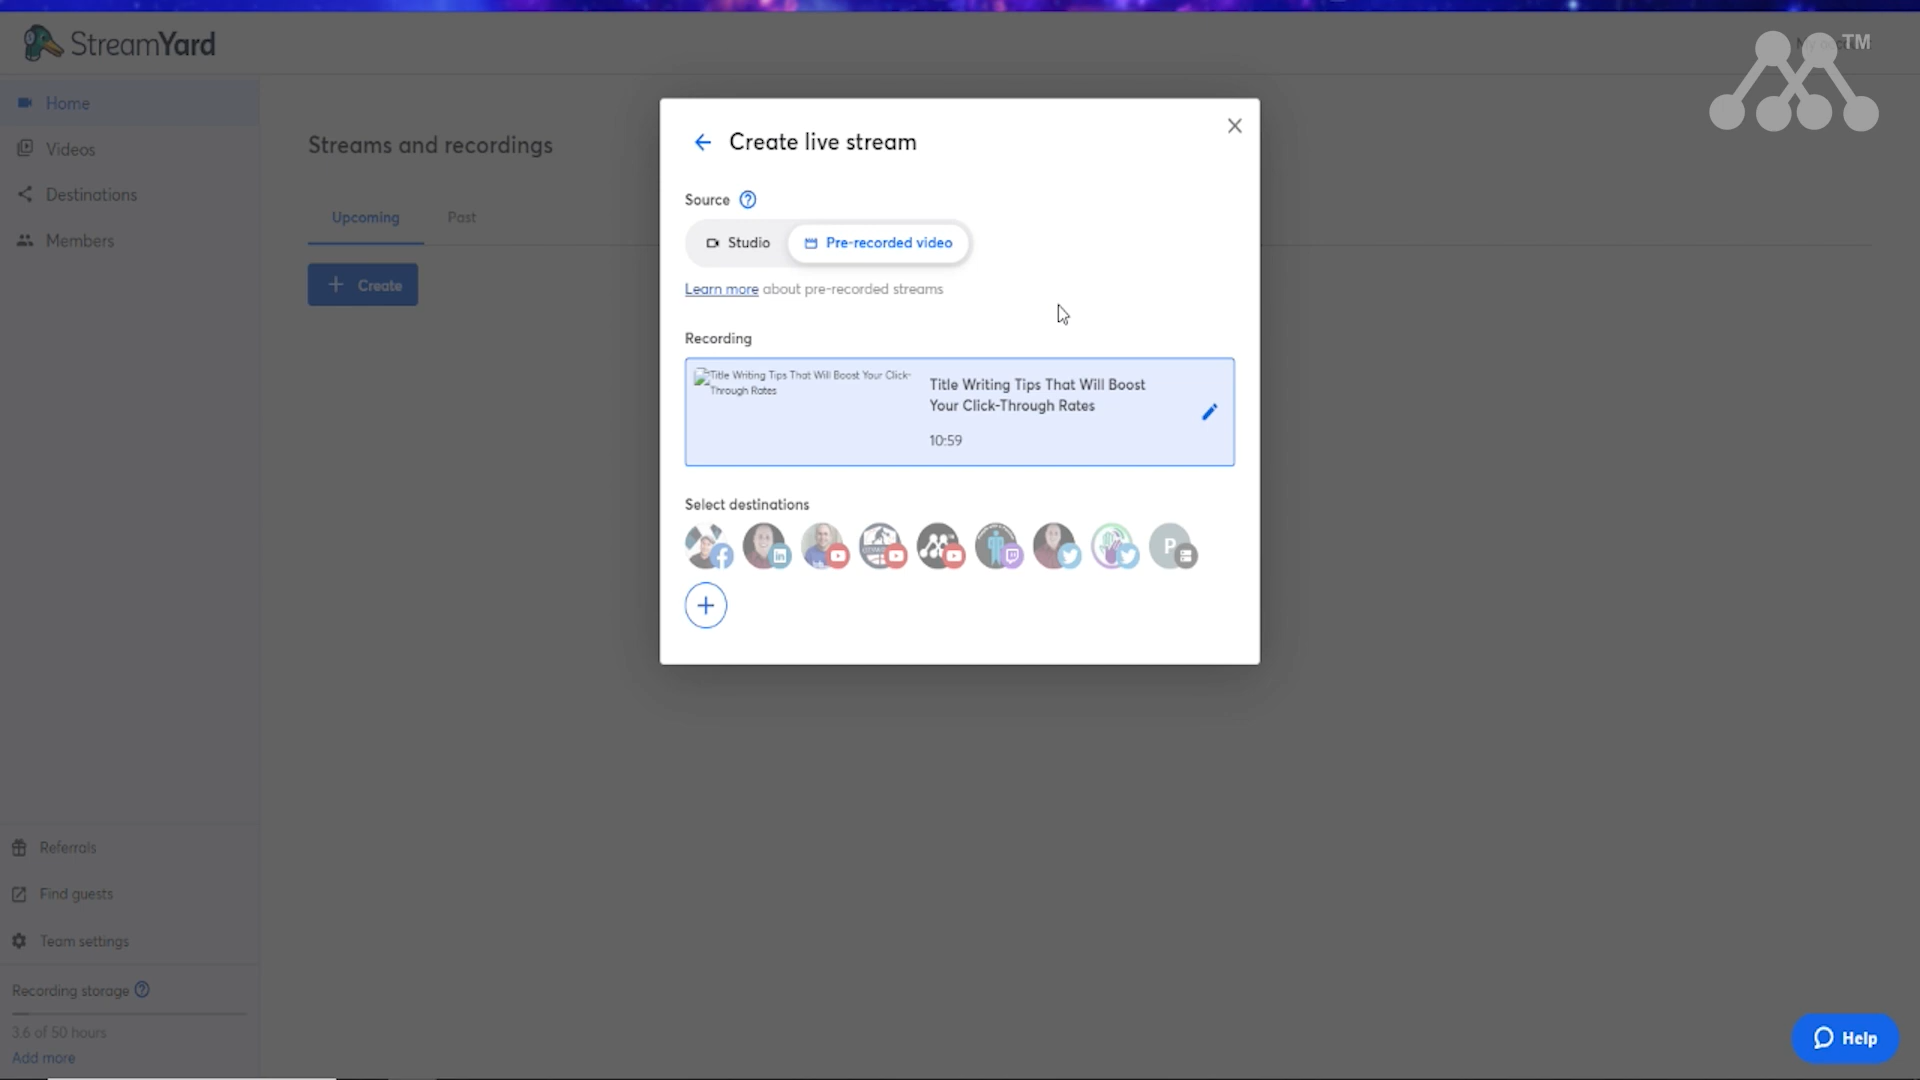 StreamYard
TM
Home
Videos
Destinations
Members
Streams and recordings
Upcoming
Past
Create
Create live stream
Source
Studio
Pre-recorded video
Learn more about pre-recorded streams
Recording
Title Writing Tips That Will Boost Your Click-
Through Rates
Title Writing Tips That Will Boost
Your Click-Through Rates
10:59
Select destinations
P
Referrals
Find guests
Team settings
Recording storage
3.6 of 50 hours
Add more
Help